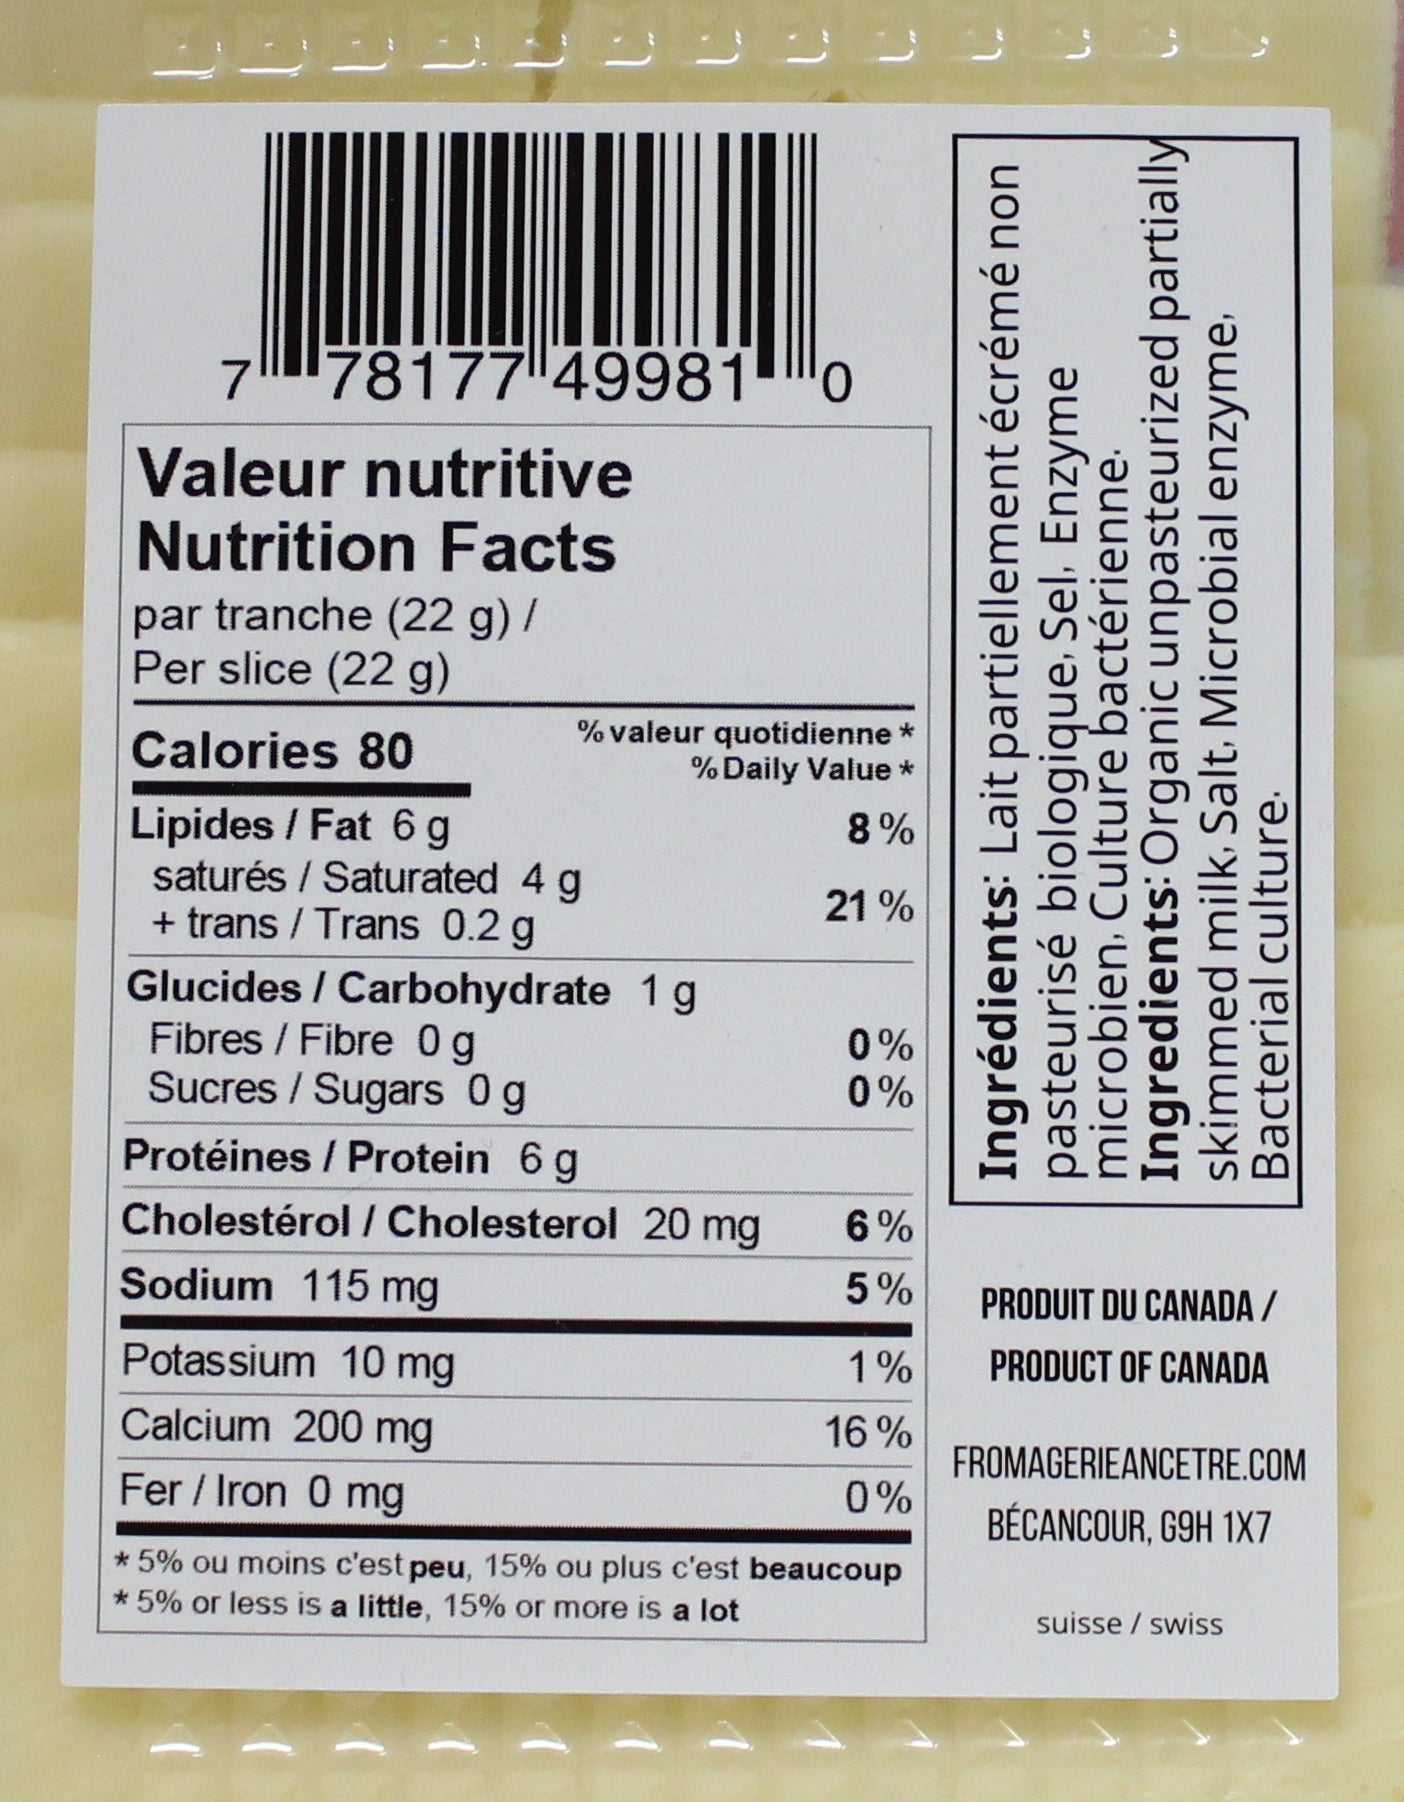 7 78177 49981 0
Valeur nutritive
Nutrition Facts
par tranche (22 g) /
Per slice (22 g)
Calories 80
% valeur quotidienne *
% Daily Value *
Lipides / Fat 6 g 8 %
saturés / Saturated 4 g
+ trans / Trans 0.2 g 21 %
Glucides / Carbohydrate 1 g
Fibres / Fibre 0 g 0 %
Sucres / Sugars 0 g 0 %
Protéines / Protein 6 g
Cholestérol / Cholesterol 20 mg 6 %
Sodium 115 mg 5 %
Potassium 10 mg 1 %
Calcium 200 mg 16 %
Fer / Iron 0 mg 0 %
* 5% ou moins c'est peu, 15% ou plus c'est beaucoup
* 5% or less is a little, 15% or more is a lot
Ingrédients: Lait partiellement écrémé non
pasteurisé biologique, Sel, Enzyme
microbien, Culture bactérienne.
Ingredients: Organic unpasteurized partially
skimmed milk, Salt, Microbial enzyme,
Bacterial culture.
PRODUIT DU CANADA /
PRODUCT OF CANADA
FROMAGERIEANCETRE.COM
BÉCANCOUR, G9H 1X7
suisse / swiss